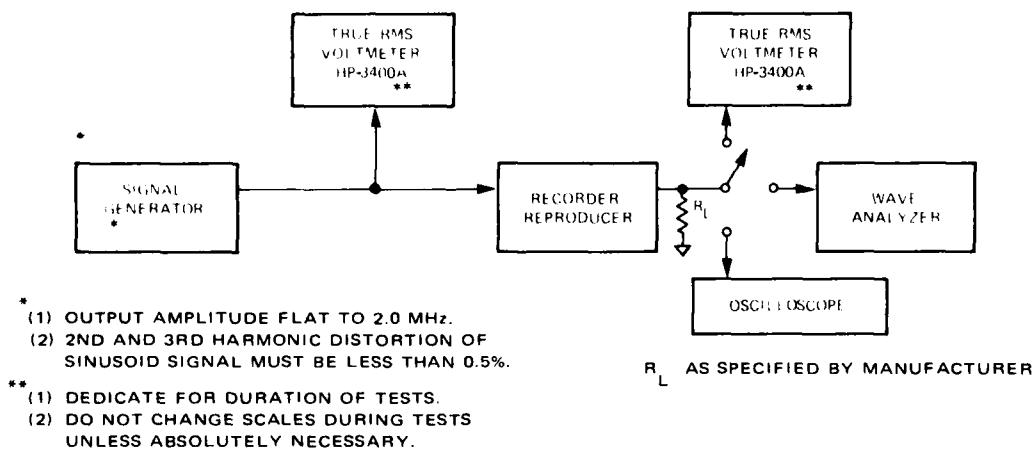 TRUE RMS
VOLTMETER
HP-3400A
**
TRUE RMS
VOLTMETER
HP-3400A
**
*
SIGNAL
GENERATOR
*
RECORDER
REPRODUCER
R_L
WAVE
ANALYZER
OSCILLOSCOPE
*
(1) OUTPUT AMPLITUDE FLAT TO 2.0 MHz.
(2) 2ND AND 3RD HARMONIC DISTORTION OF
SINUSOID SIGNAL MUST BE LESS THAN 0.5%.
R_L AS SPECIFIED BY MANUFACTURER
**
(1) DEDICATE FOR DURATION OF TESTS.
(2) DO NOT CHANGE SCALES DURING TESTS
UNLESS ABSOLUTELY NECESSARY.